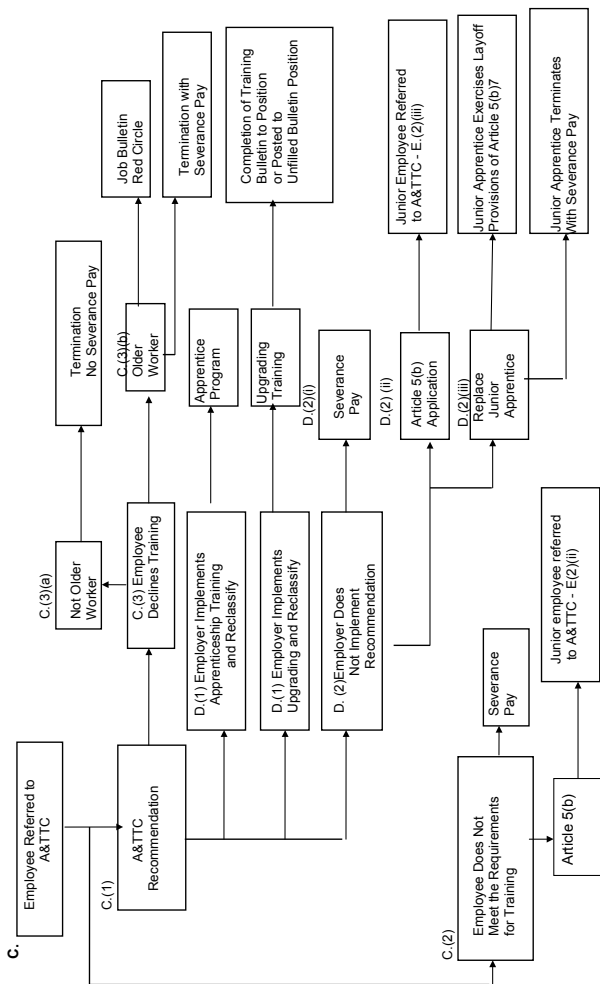 C.
Employee Referred to
A&TTC
C.(1)
A&TTC
Recommendation
C.(3)(a)
Not Older
Worker
Termination
No Severance Pay
C.(3) Employee
Declines Training
C.(3)(b)
Older
Worker
Job Bulletin
Red Circle
Termination with
Severance Pay
D.(1) Employer Implements
Apprenticeship Training
and Reclassify
Apprentice
Program
D.(1) Employer Implements
Upgrading and Reclassify
Upgrading
Training
Completion of Training
Bulletin to Position
or Posted to
Unfilled Bulletin Position
D. (2)Employer Does
Not Implement
Recommendation
D.(2)(i)
Severance
Pay
D.(2) (ii)
Article 5(b)
Application
Junior Employee Referred
to A&TTC - E.(2)(iii)
D.(2)(iii)
Replace
Junior
Apprentice
Junior Apprentice Exercises Layoff
Provisions of Article 5(b)7
Junior Apprentice Terminates
With Severance Pay
C.(2)
Employee Does Not
Meet the Requirements
for Training
Severance
Pay
Article 5(b)
Junior employee referred
to A&TTC - E(2)(ii)